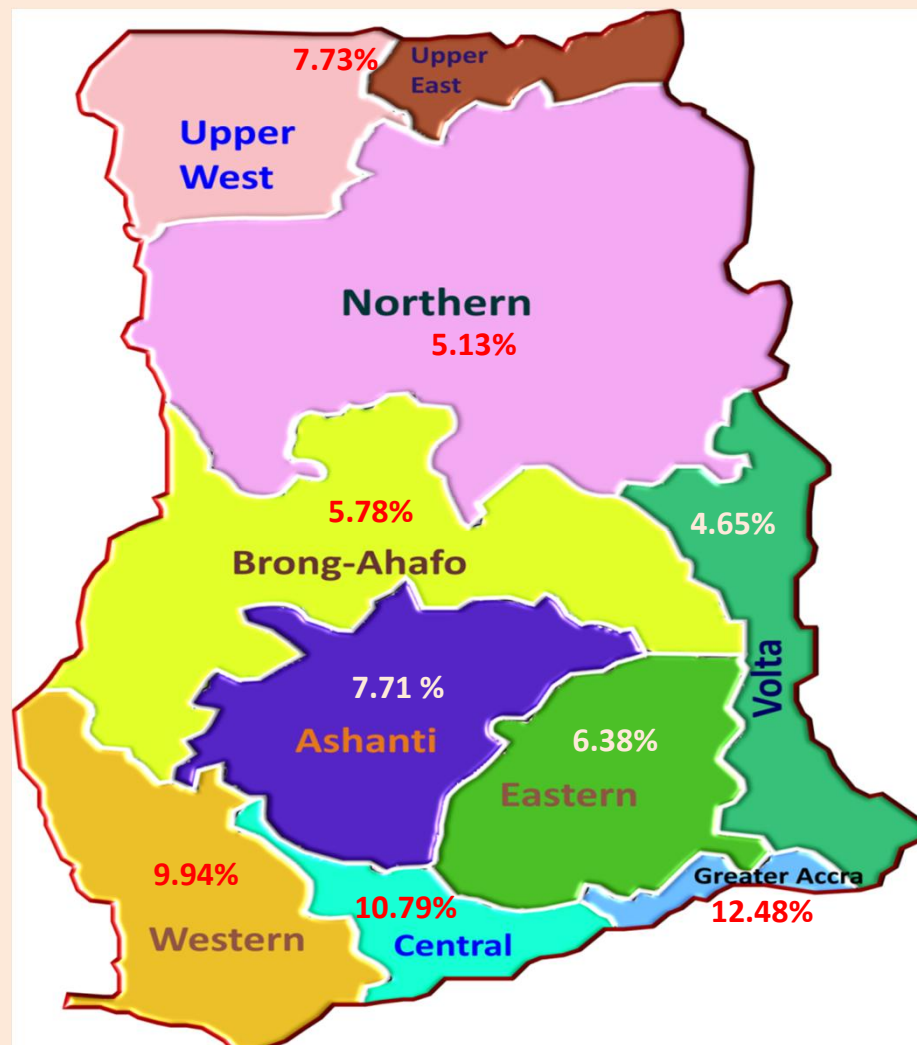 7.73%
Upper
East
Upper
West
Northern
5.13%
5.78%
Brong-Ahafo
4.65%
Volta
7.71 %
Ashanti
6.38%
Eastern
9.94%
Western
10.79%
Central
Greater Accra
12.48%